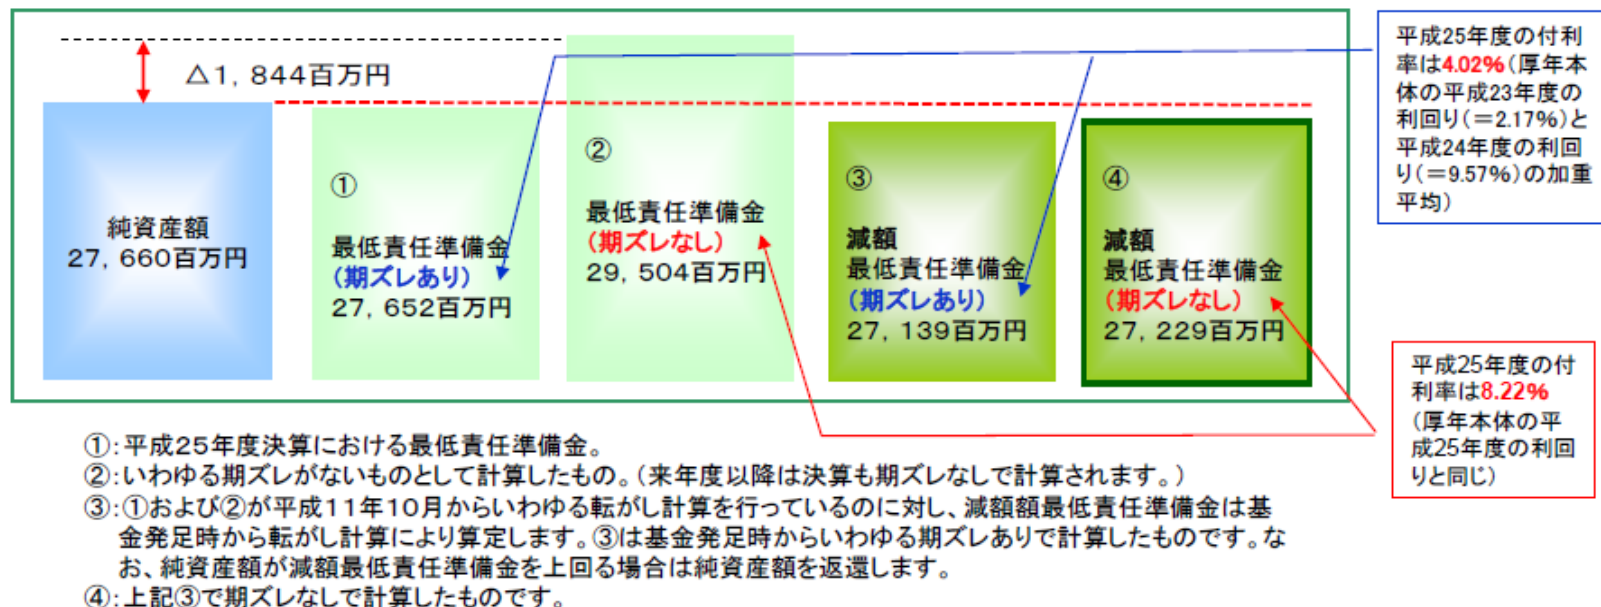 △1，844百万円
純資産額
27，660百万円
①
最低責任準備金
（期ズレあり）
27，652百万円
②
最低責任準備金
（期ズレなし）
29，504百万円
③
減額
最低責任準備金
（期ズレあり）
27，139百万円
④
減額
最低責任準備金
（期ズレなし）
27，229百万円
平成25年度の付利
率は4.02％（厚年本
体の平成23年度の
利回り（＝2.17％）と
平成24年度の利回
り（＝9.57％）の加重
平均）
平成25年度の付
利率は8.22％
（厚年本体の平
成25年度の利回
りと同じ）
①：平成25年度決算における最低責任準備金。
②：いわゆる期ズレがないものとして計算したもの。（来年度以降は決算も期ズレなしで計算されます。）
③：①および②が平成11年10月からいわゆる転がし計算を行っているのに対し、減額額最低責任準備金は基
金発足時から転がし計算により算定します。③は基金発足時からいわゆる期ズレありで計算したものです。な
お、純資産額が減額最低責任準備金を上回る場合は純資産額を返還します。
④：上記③で期ズレなしで計算したものです。